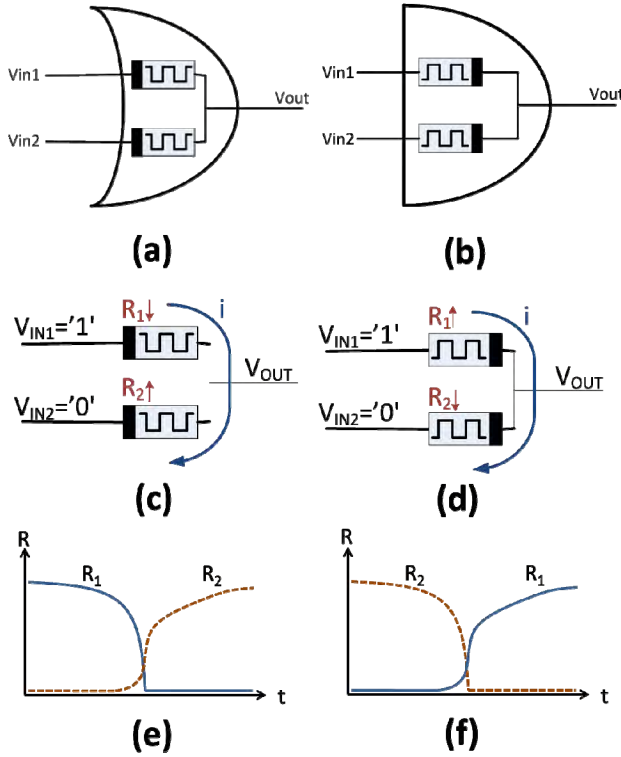 Vin1
Vin2
Vout
(a)
Vin1
Vin2
Vout
(b)
R1↓
i
VIN1='1'
VOUT
R2↑
VIN2='0'
(c)
R1↑
i
VIN1='1'
VOUT
R2↓
VIN2='0'
(d)
R
R1
R2
t
(e)
R
R2
R1
t
(f)